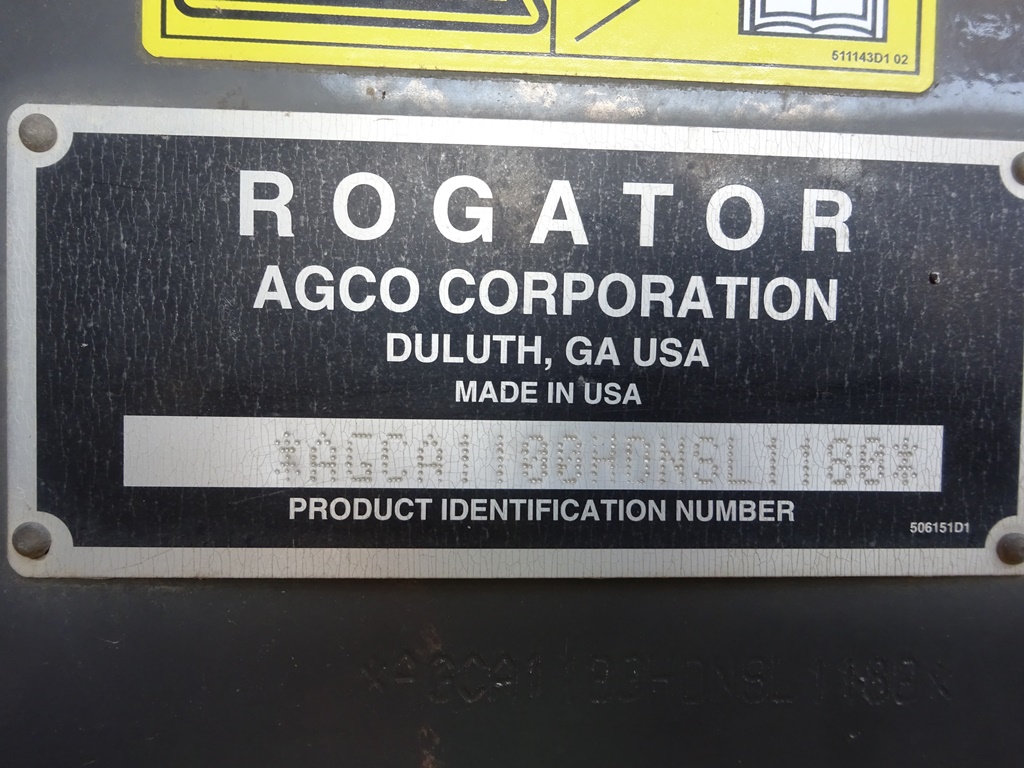 511143D1 02
ROGATOR
AGCO CORPORATION
DULUTH, GA USA
MADE IN USA
PRODUCT IDENTIFICATION NUMBER
506151D1